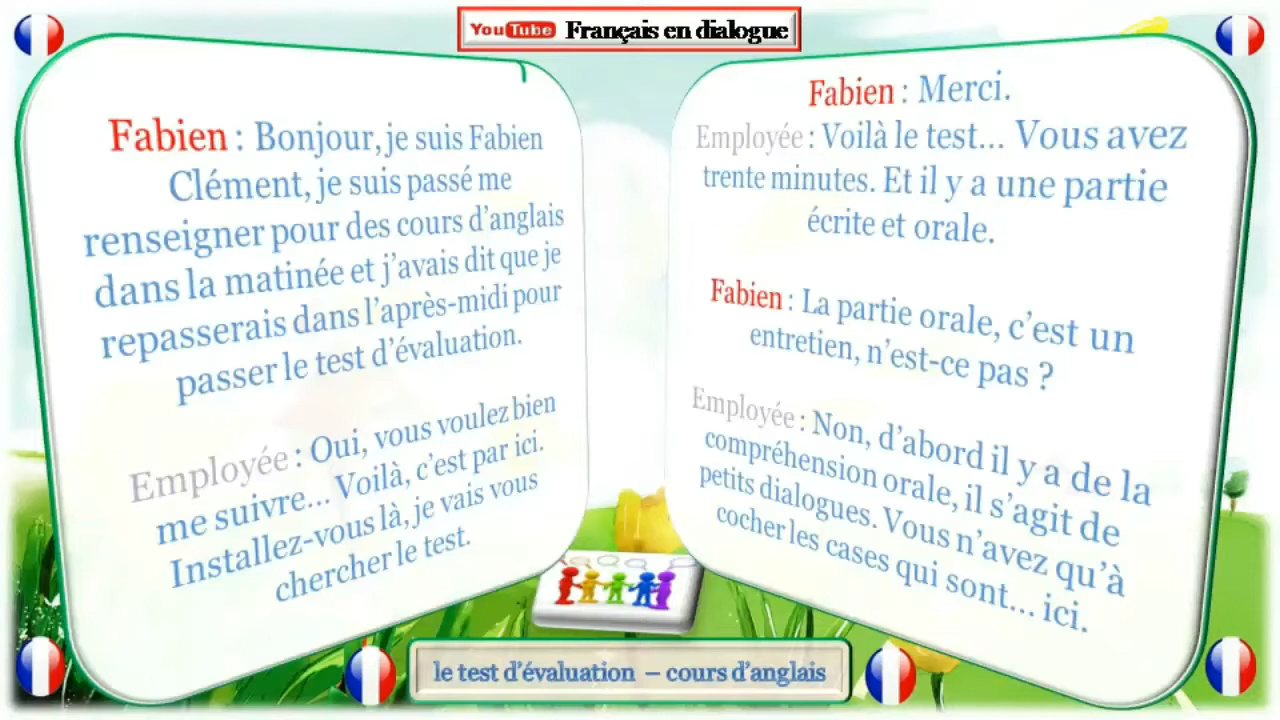 YouTube Français en dialogue
Fabien : Bonjour, je suis Fabien
Clément, je suis passé me
renseigner pour des cours d’anglais
dans la matinée et j’avais dit que je
repasserais dans l’après-midi pour
passer le test d’évaluation.
Employée : Oui, vous voulez bien
me suivre... Voilà, c’est par ici.
Installez-vous là, je vais vous
chercher le test.
Fabien : Merci.
Employée : Voilà le test... Vous avez
trente minutes. Et il y a une partie
écrite et orale.
Fabien : La partie orale, c’est un
entretien, n’est-ce pas ?
Employée : Non, d’abord il y a de la
compréhension orale, il s’agit de
petits dialogues. Vous n’avez qu’à
cocher les cases qui sont... ici.
le test d’évaluation – cours d’anglais